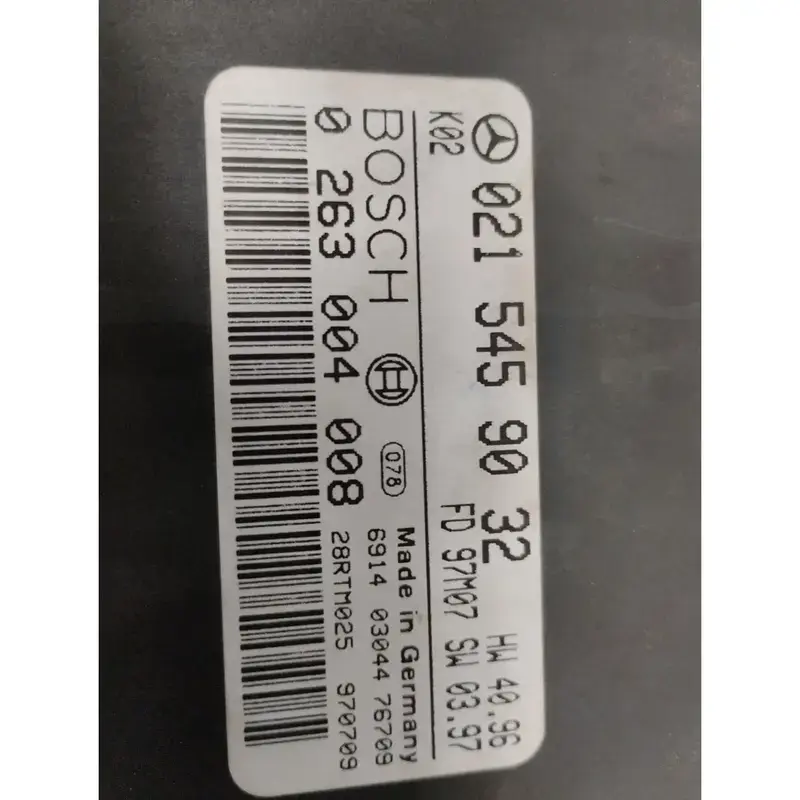 021 545 90 32 HW 40.96
K02 FD 97M07 SW 03.97
BOSCH 078 Made in Germany
6914 03044 76709
0 263 004 008 28RTM025 970709